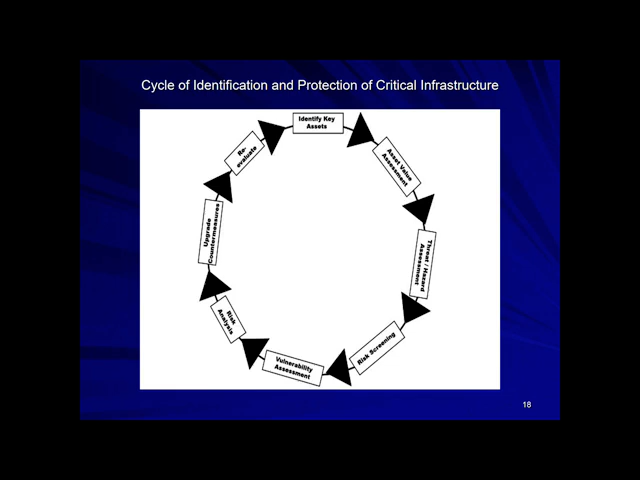 Cycle of Identification and Protection of Critical Infrastructure
Identify Key
Assets
Asset Value
Assessment
Threat / Hazard
Assessment
Risk Screening
Vulnerability
Assessment
Risk
Analysis
Upgrade
Countermeasures
Re-
evaluate
18